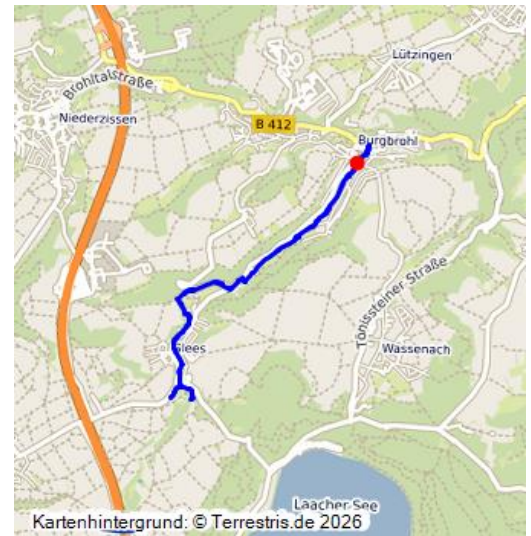 Lützingen
Brohltalstraße
Niederzissen
B 412
Burgbrohl
Tönissteiner Straße
Glees
Wassenach
Laacher See
Kartenhintergrund: © Terrestris.de 2026